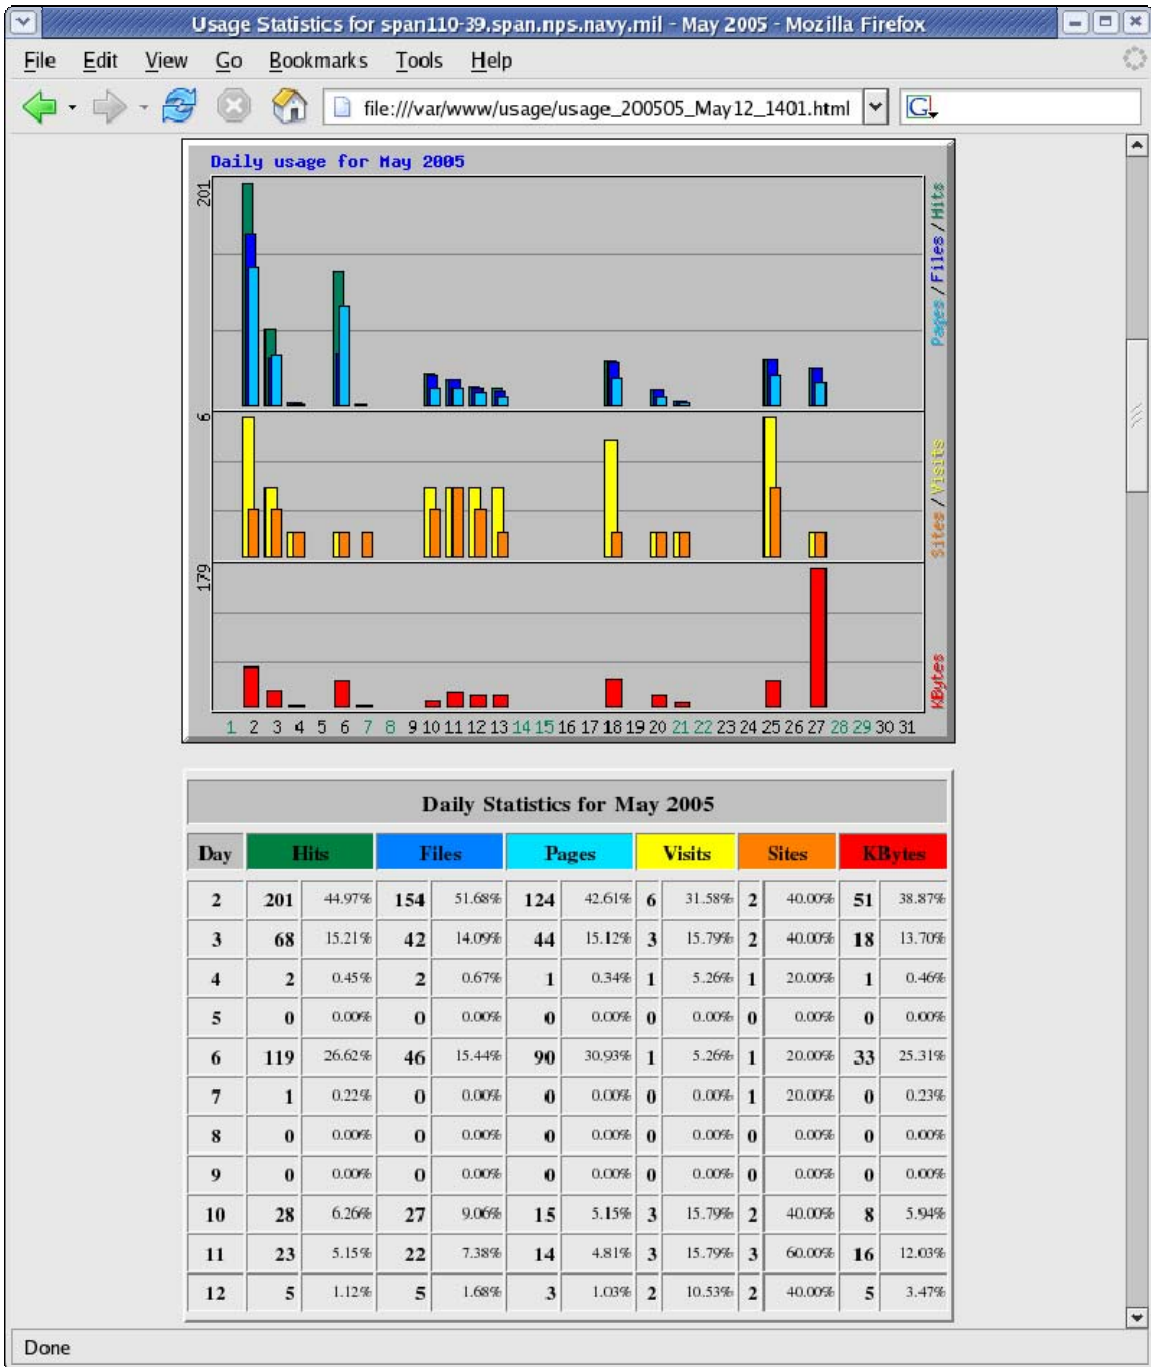 Usage Statistics for span110-39.span.nps.navy.mil - May 2005 - Mozilla Firefox
File Edit View Go Bookmarks Tools Help
file:///var/www/usage/usage_200505_May12_1401.html G
Daily usage for May 2005
201
Pages / Files / Hits
6
Sites / Visits
179
KBytes
1 2 3 4 5 6 7 8 9 10 11 12 13 14 15 16 17 18 19 20 21 22 23 24 25 26 27 28 29 30 31
Daily Statistics for May 2005
Day Hits Files Pages Visits Sites KBytes
2 201 44.97% 154 51.68% 124 42.61% 6 31.58% 2 40.00% 51 38.87%
3 68 15.21% 42 14.09% 44 15.12% 3 15.79% 2 40.00% 18 13.70%
4 2 0.45% 2 0.67% 1 0.34% 1 5.26% 1 20.00% 1 0.46%
5 0 0.00% 0 0.00% 0 0.00% 0 0.00% 0 0.00% 0 0.00%
6 119 26.62% 46 15.44% 90 30.93% 1 5.26% 1 20.00% 33 25.31%
7 1 0.22% 0 0.00% 0 0.00% 0 0.00% 1 20.00% 0 0.23%
8 0 0.00% 0 0.00% 0 0.00% 0 0.00% 0 0.00% 0 0.00%
9 0 0.00% 0 0.00% 0 0.00% 0 0.00% 0 0.00% 0 0.00%
10 28 6.26% 27 9.06% 15 5.15% 3 15.79% 2 40.00% 8 5.94%
11 23 5.15% 22 7.38% 14 4.81% 3 15.79% 3 60.00% 16 12.03%
12 5 1.12% 5 1.68% 3 1.03% 2 10.53% 2 40.00% 5 3.47%
Done